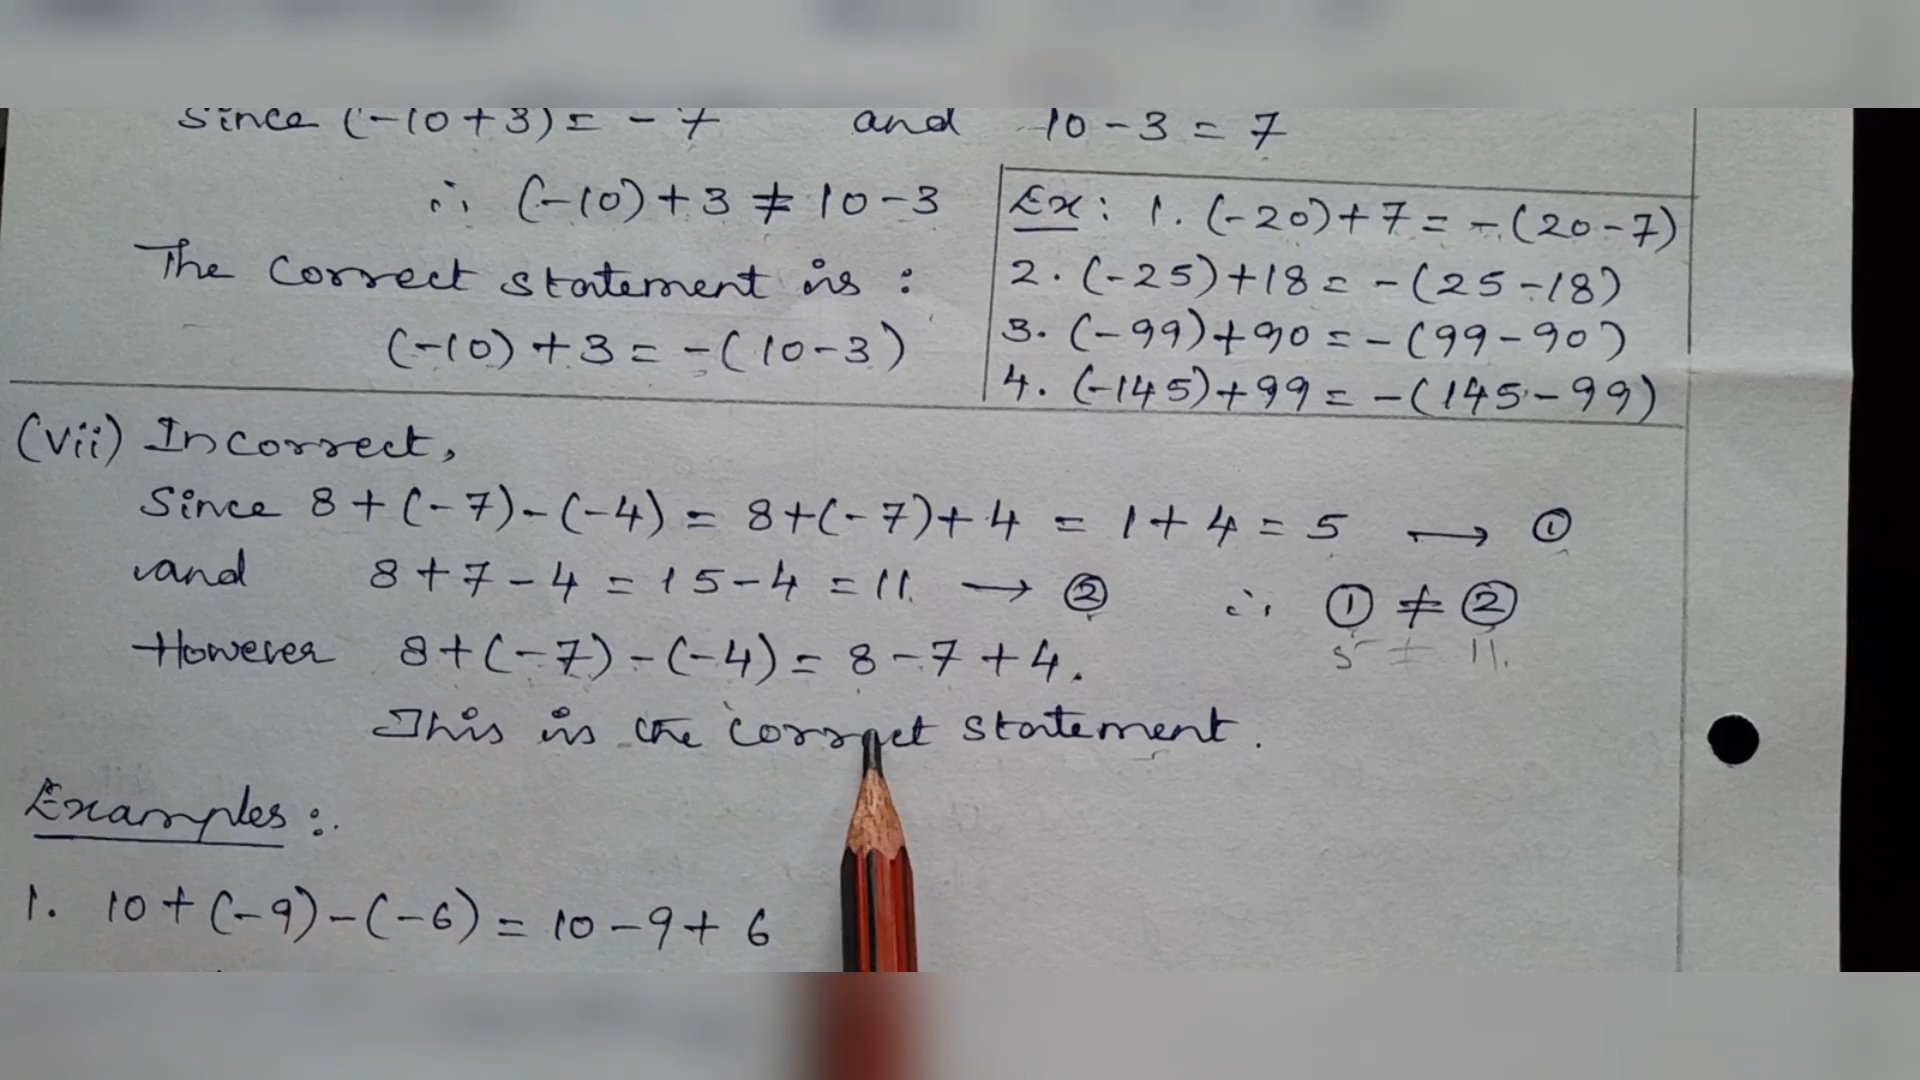 Since (-10+3) = -7 and 10-3 = 7
∴ (-10)+3 ≠ 10-3
The correct statement is :
(-10)+3 = -(10-3)
Ex: 1. (-20)+7 = -(20-7)
2. (-25)+18 = -(25-18)
3. (-99)+90 = -(99-90)
4. (-145)+99 = -(145-99)
(vii) Incorrect,
Since 8+(-7)-(-4) = 8+(-7)+4 = 1+4 = 5 → ①
and 8+7-4 = 15-4 = 11. → ② ∴ ① ≠ ②
5 ≠ 11.
However 8+(-7)-(-4) = 8-7+4.
This is the correct statement.
Examples :.
1. 10+(-9)-(-6) = 10-9+6